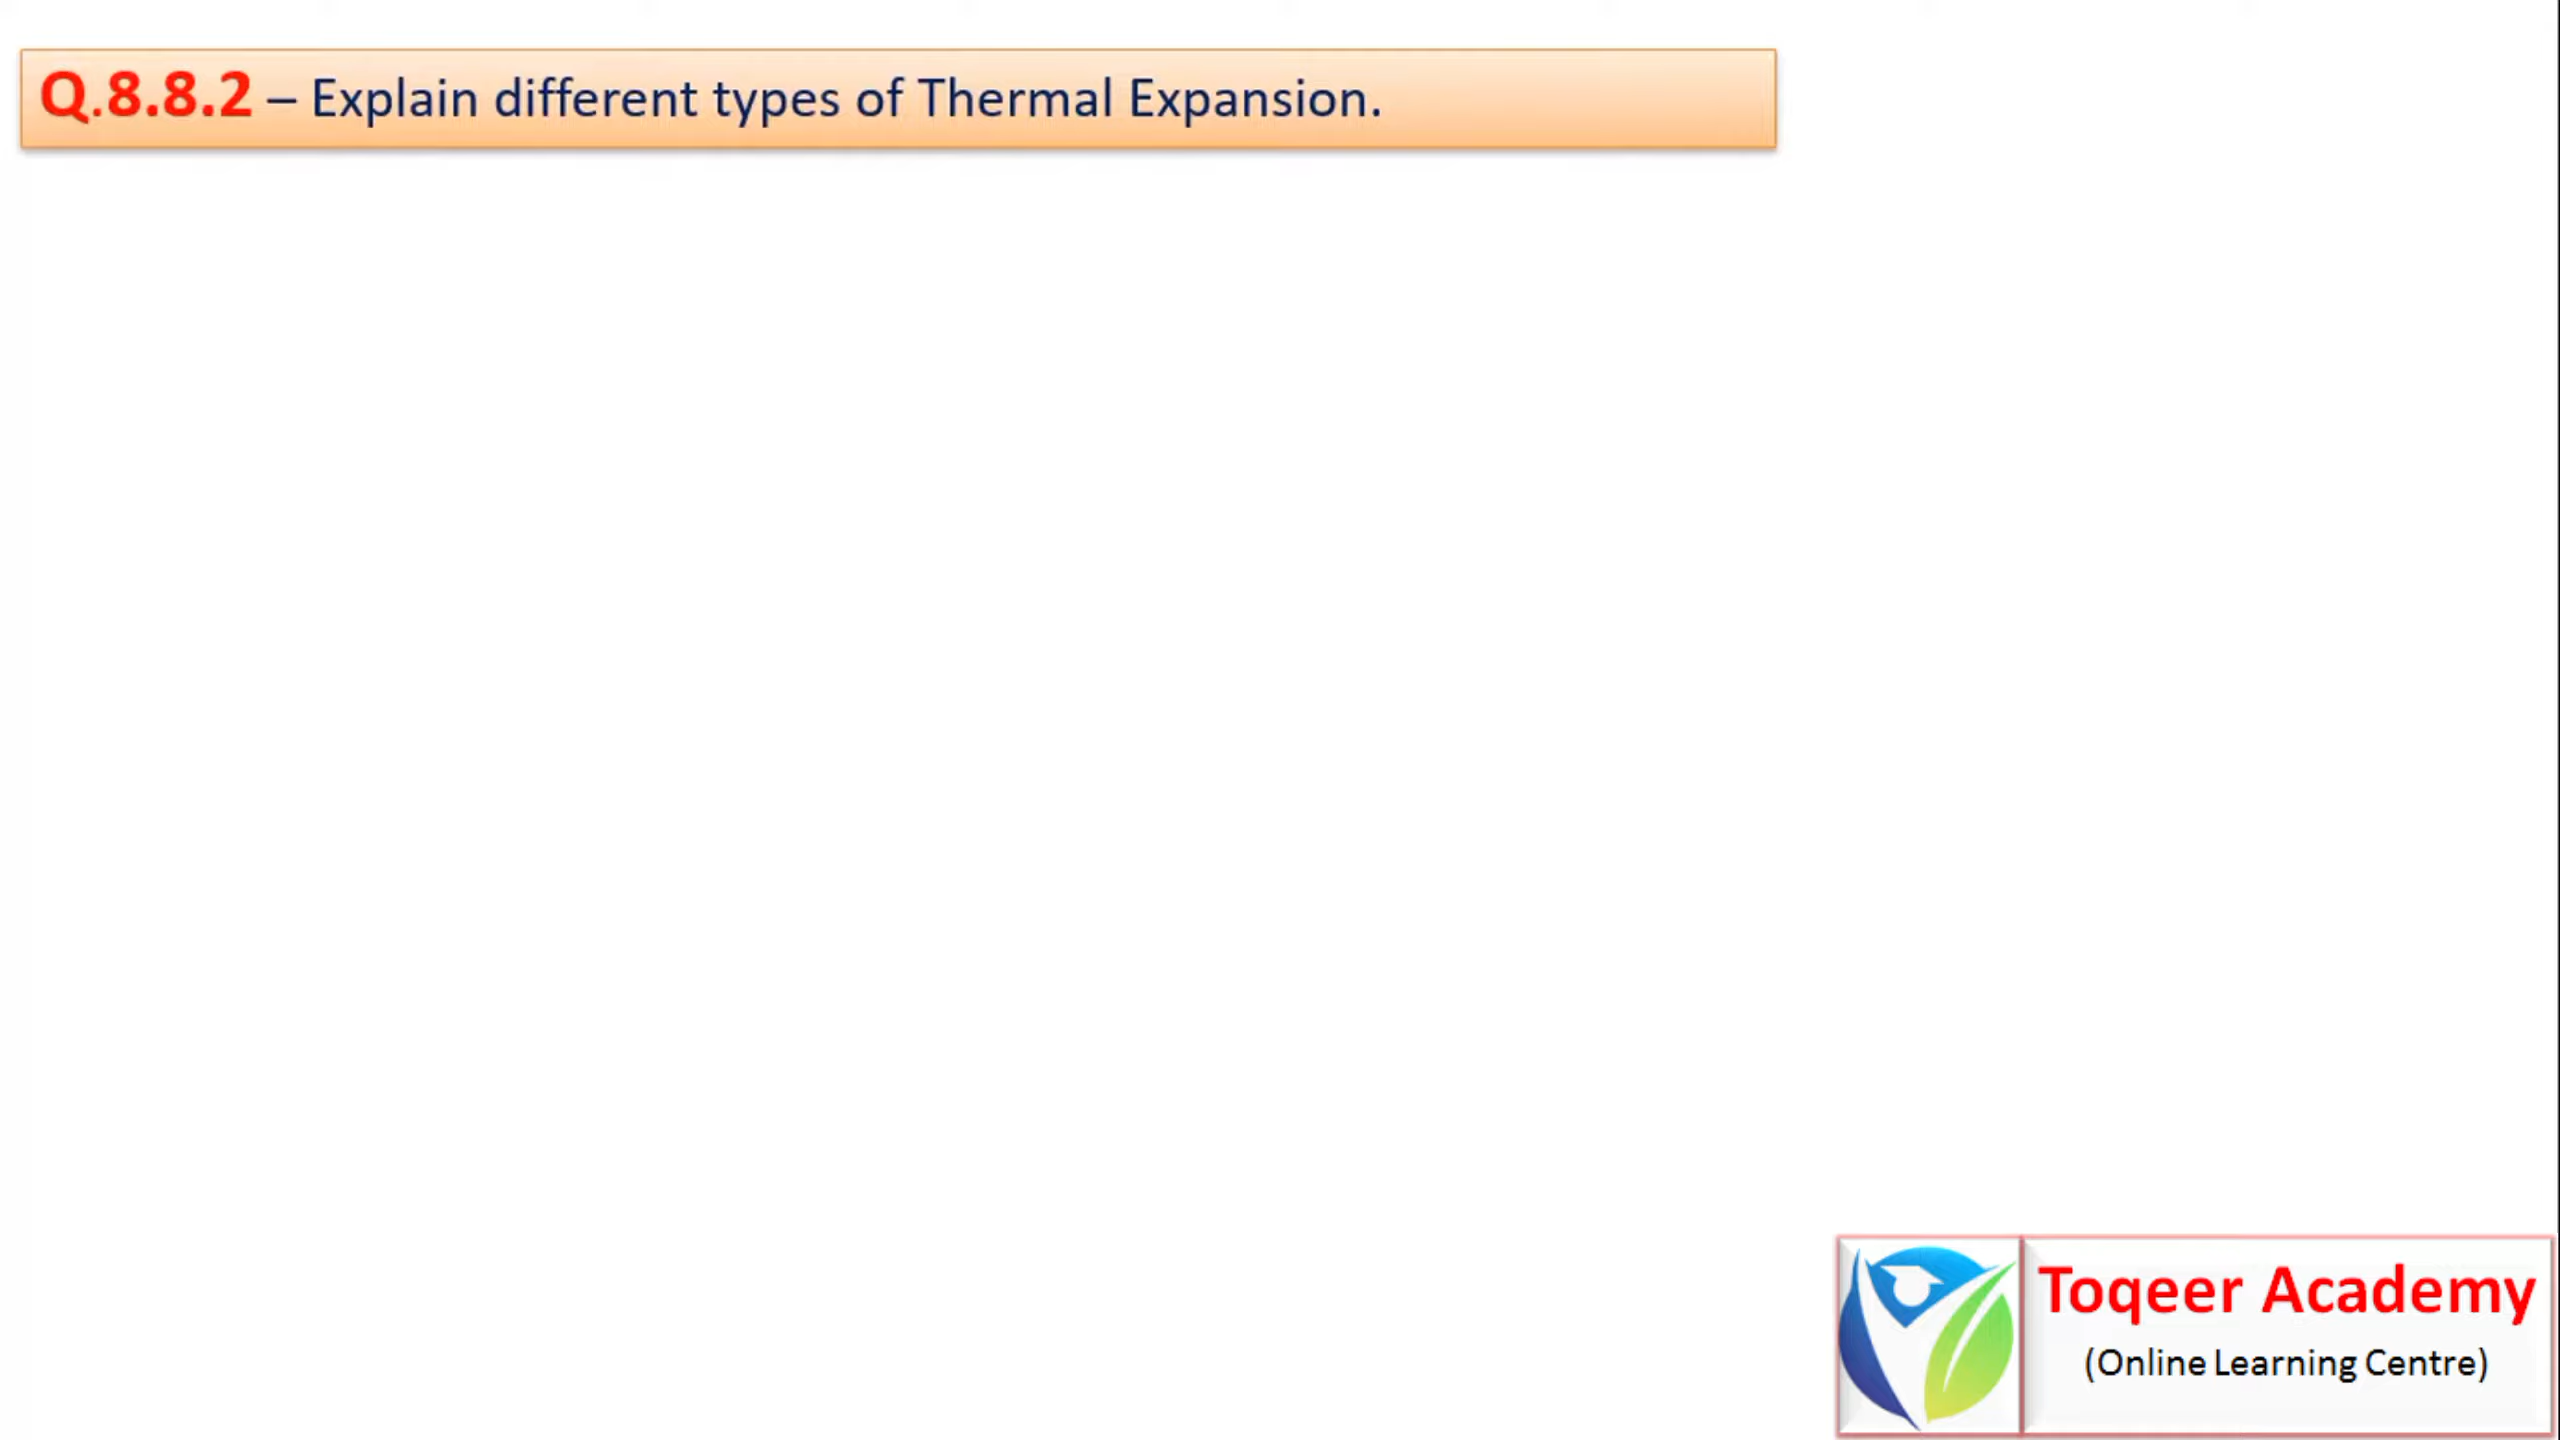 Q.8.8.2 – Explain different types of Thermal Expansion.
Toqeer Academy
(Online Learning Centre)